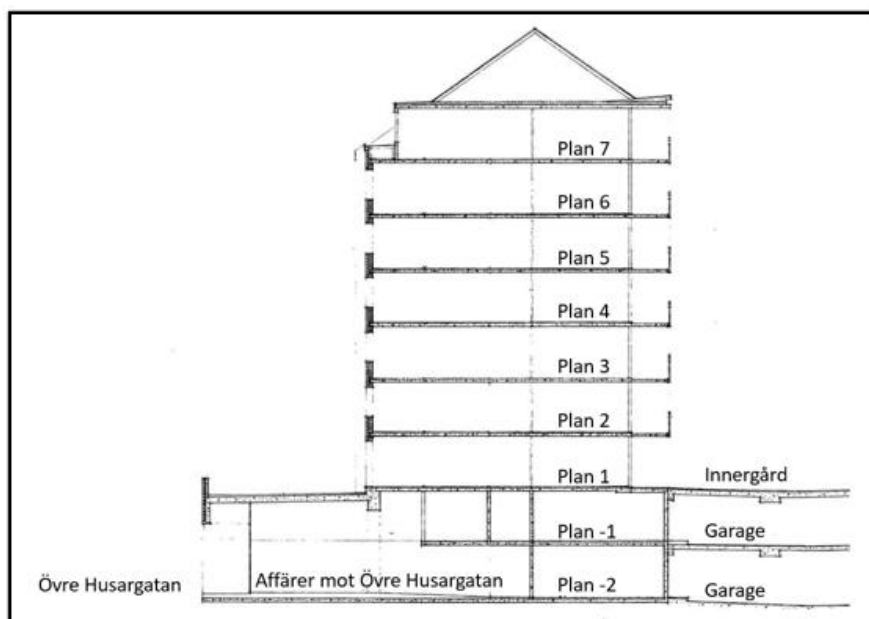 Plan 7
Plan 6
Plan 5
Plan 4
Plan 3
Plan 2
Plan 1
Innergård
Plan -1
Garage
Övre Husargatan
Affärer mot Övre Husargatan
Plan -2
Garage